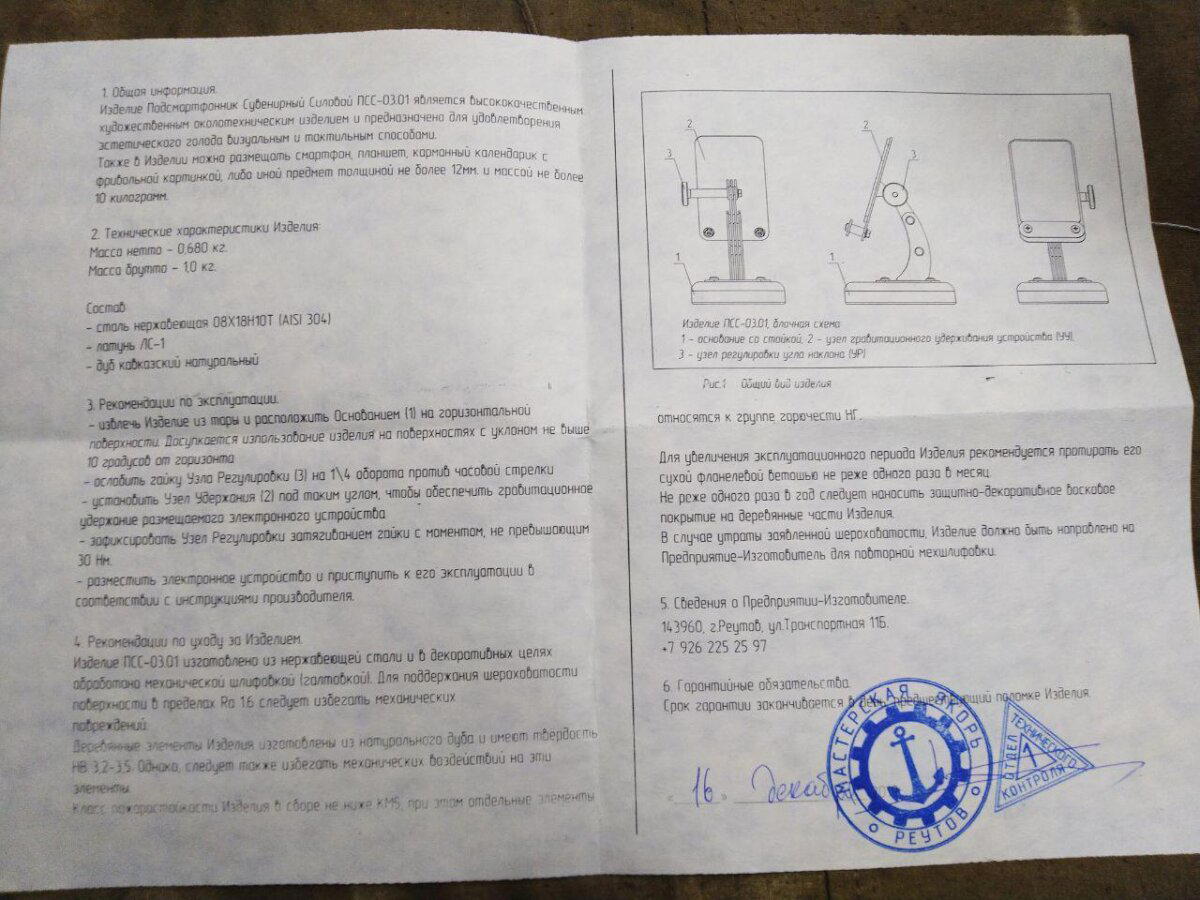 1. Общая информация.
Изделие Подсмартфонник Сувенирный Силовой ПСС-03.01 является высококачественным
художественным околотехническим изделием и предназначено для удовлетворения
эстетического голода визуальным и тактильным способами.
Также в Изделии можно размещать смартфон, планшет, карманный календарик с
фривольной картинкой, либо иной предмет толщиной не более 12мм. и массой не более
10 килограмм.
2. Технические характеристики Изделия:
Масса нетто - 0,680 кг.
Масса брутто - 1,0 кг.
Состав
- сталь нержавеющая 08Х18Н10Т (AISI 304)
- латунь ЛС-1
- дуб кавказский натуральный
3. Рекомендации по эксплуатации.
- извлечь Изделие из тары и расположить Основанием (1) на горизонтальной
поверхности. Допускается использование изделия на поверхностях с уклоном не выше
10 градусов от горизонта
- ослабить гайку Узла Регулировки (3) на 1\4 оборота против часовой стрелки
- установить Узел Удержания (2) под таким углом, чтобы обеспечить гравитационное
удержание размещаемого электронного устройства
- зафиксировать Узел Регулировки затягиванием гайки с моментом, не превышающим
30 Нм.
- разместить электронное устройство и приступить к его эксплуатации в
соответствии с инструкциями производителя.
4. Рекомендации по уходу за Изделием.
Изделие ПСС-03.01 изготовлено из нержавеющей стали и в декоративных целях
обработано механической шлифовкой (галтовкой). Для поддержания шероховатости
поверхности в пределах Ra 1.6 следует избегать механических
повреждений.
Деревянные элементы Изделия изготовлены из натурального дуба и имеют твердость
НВ 3,2-3,5. Однако, следует также избегать механических воздействий на эти
элементы.
Класс пожаростойкости Изделия в сборе не ниже КМ5, при этом отдельные элементы
2
3
1
2
3
1
Изделие ПСС-03.01, блочная схема
1 - основание со стойкой, 2 - узел гравитационного удерживания устройства (УУ),
3 - узел регулировки угла наклона (УР)
Рис.1 Общий вид изделия
относятся к группе горючести НГ.
Для увеличения эксплуатационного периода Изделия рекомендуется протирать его
сухой фланелевой ветошью не реже одного раза в месяц.
Не реже одного раза в год следует наносить защитно-декоративное восковое
покрытие на деревянные части Изделия.
В случае утраты заявленной шероховатости, Изделие должно быть направлено на
Предприятие-Изготовитель для повторной мехшлифовки.
5. Сведения о Предприятии-Изготовителе.
143960, г.Реутов, ул.Транспортная 11Б.
+7 926 225 25 97
6. Гарантийные обязательства.
Срок гарантии заканчивается в день, предшествующий поломке Изделия.
"16" Декаб
МАСТЕРСКАЯ ЯКОРЬ
РЕУТОВ
ОТДЕЛ
ТЕХНИЧЕСКОГО
КОНТРОЛЯ
1